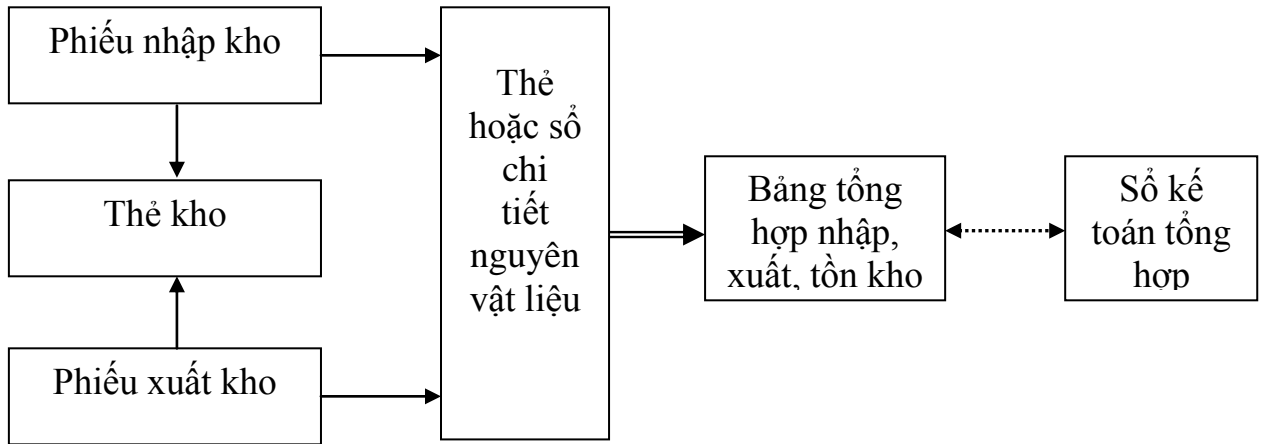 Phiếu nhập kho
Thẻ kho
Phiếu xuất kho
Thẻ
hoặc sổ
chi
tiết
nguyên
vật liệu
Bảng tổng
hợp nhập,
xuất, tồn kho
Sổ kế
toán tổng
hợp